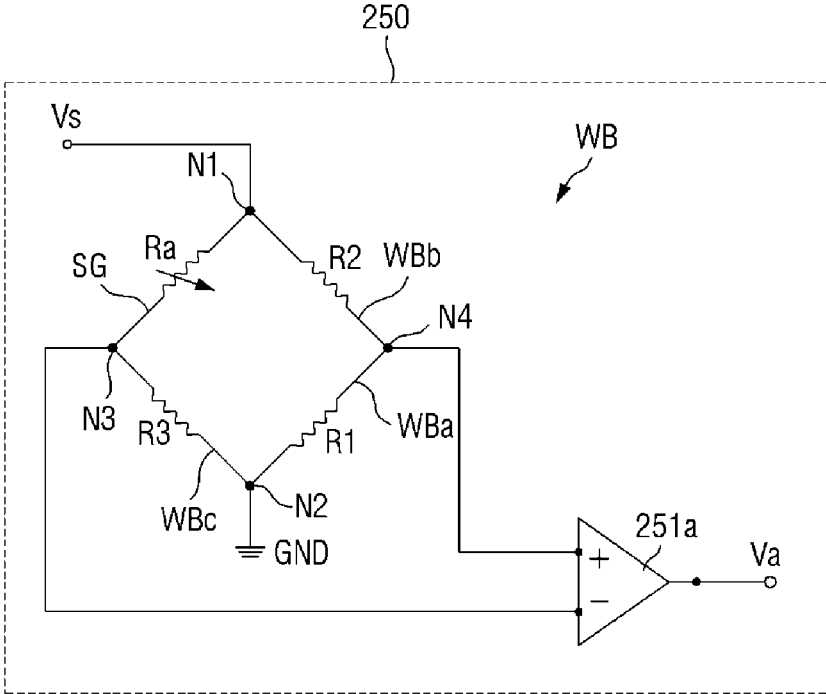 250
Vs
WB
N1
Ra
R2
SG
WBb
N4
N3
R3
R1
WBa
WBc
N2
GND
251a
Va
+
−